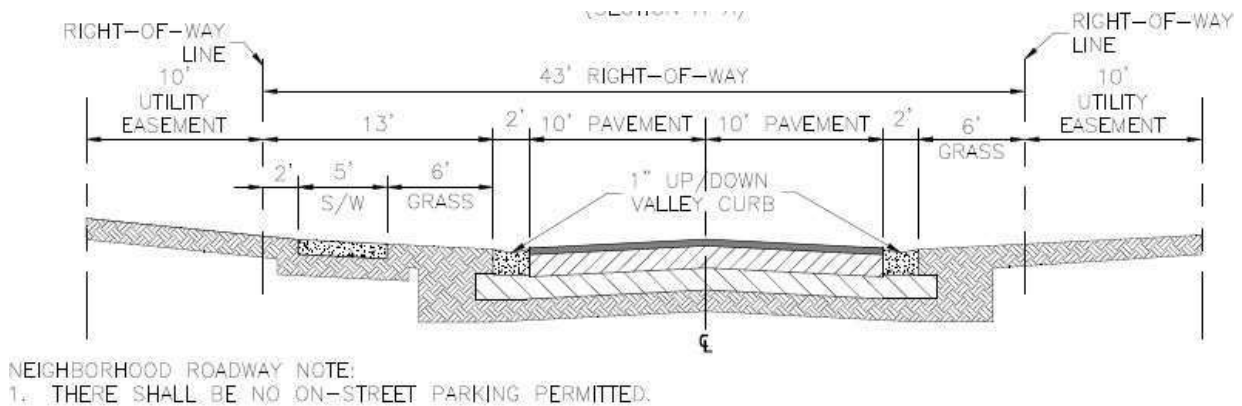 RIGHT-OF-WAY
LINE
RIGHT-OF-WAY
LINE
43' RIGHT-OF-WAY
10'
UTILITY
EASEMENT
10'
UTILITY
EASEMENT
13'
2'
10' PAVEMENT
10' PAVEMENT
2'
6'
GRASS
2'
5'
S/W
6'
GRASS
1" UP/DOWN
VALLEY CURB
℄
NEIGHBORHOOD ROADWAY NOTE:
1. THERE SHALL BE NO ON-STREET PARKING PERMITTED.